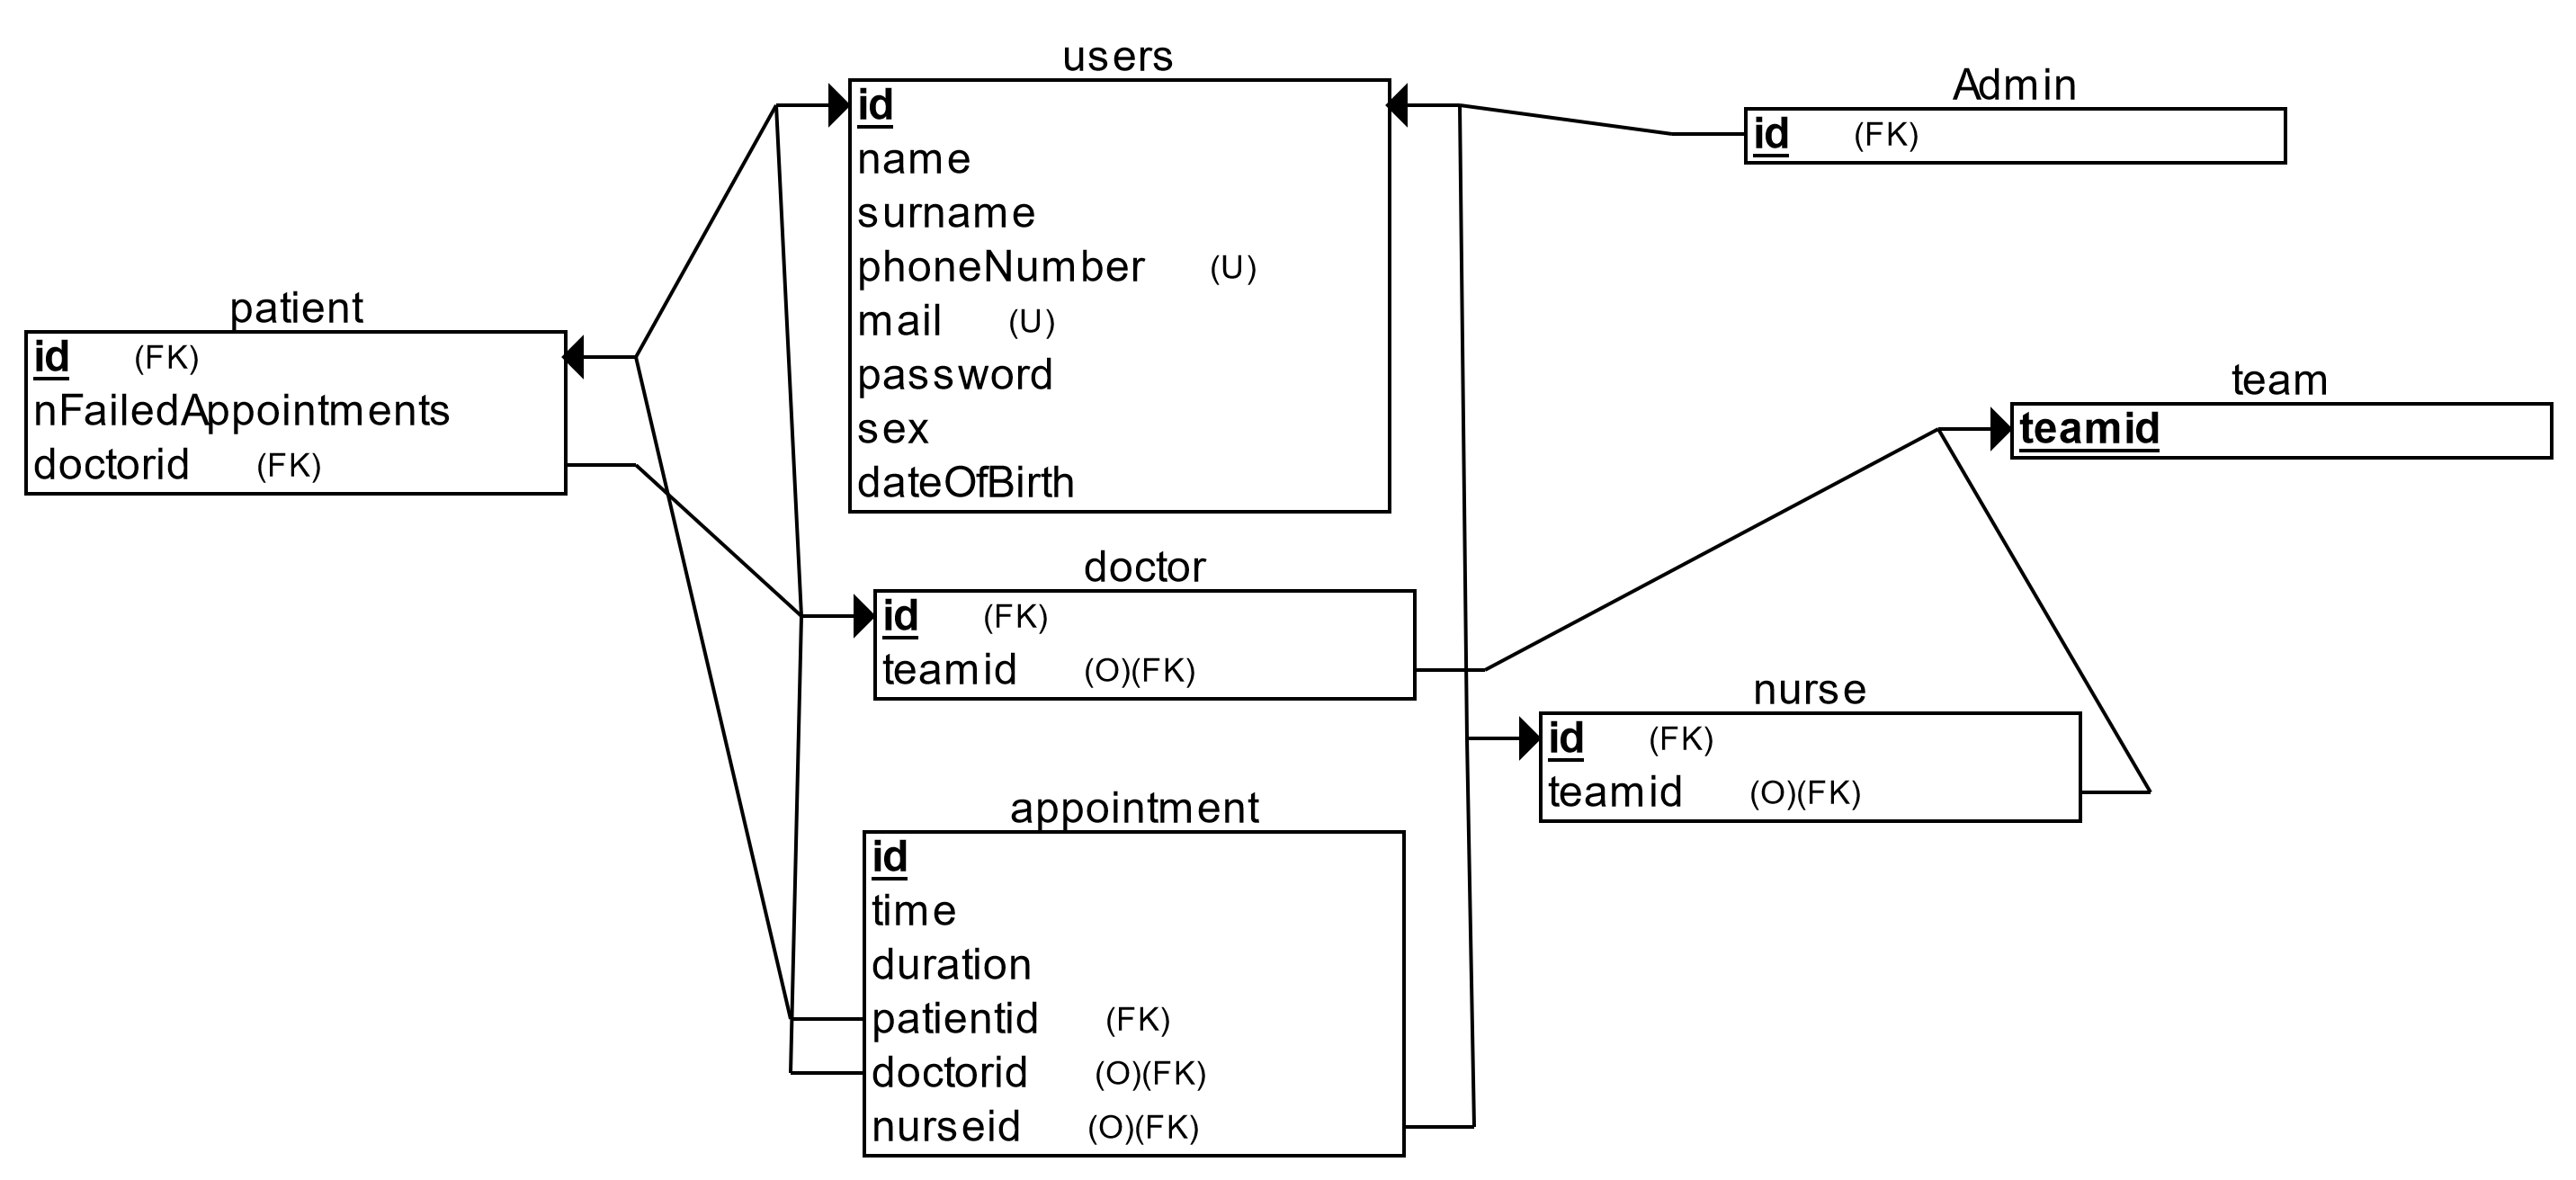 users
id
name
surname
phoneNumber (U)
mail (U)
password
sex
dateOfBirth
Admin
id (FK)
patient
id (FK)
nFailedAppointments
doctorid (FK)
team
teamid
doctor
id (FK)
teamid (O)(FK)
nurse
id (FK)
teamid (O)(FK)
appointment
id
time
duration
patientid (FK)
doctorid (O)(FK)
nurseid (O)(FK)